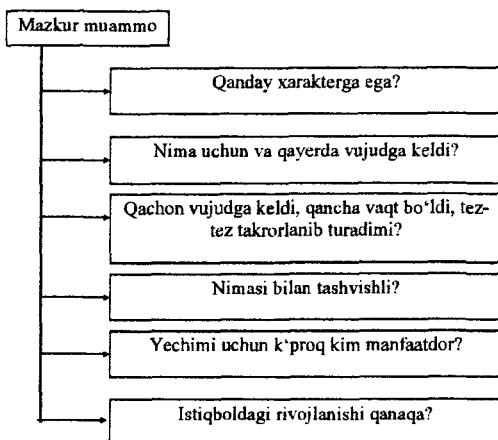 Mazkur muammo
Qanday xarakterga ega?
Nima uchun va qayerda vujudga keldi?
Qachon vujudga keldi, qancha vaqt bo‘ldi, tez-
tez takrorlanib turadimi?
Nimasi bilan tashvishli?
Yechimi uchun k‘proq kim manfaatdor?
Istiqboldagi rivojlanishi qanaqa?